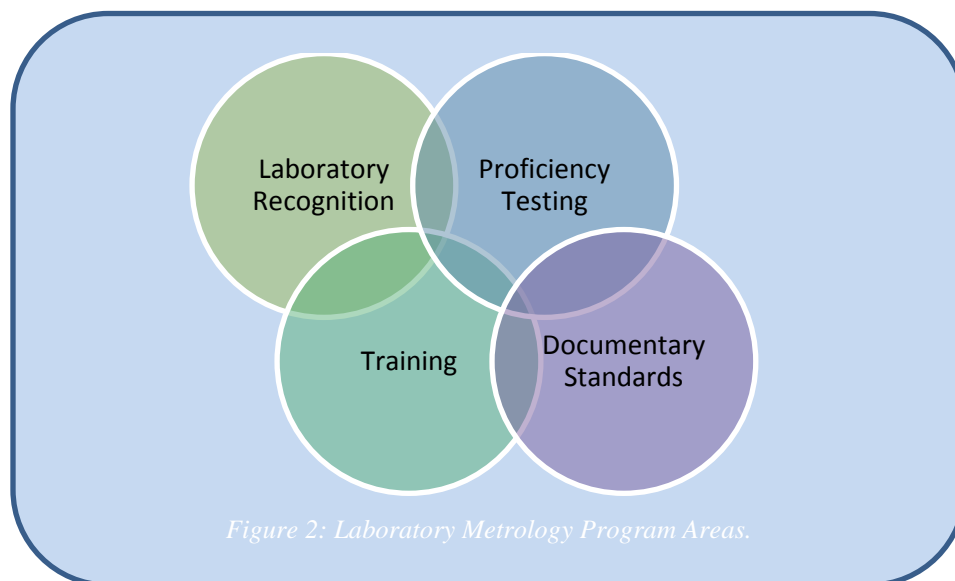 Laboratory
Recognition
Proficiency
Testing
Training
Documentary
Standards
Figure 2: Laboratory Metrology Program Areas.